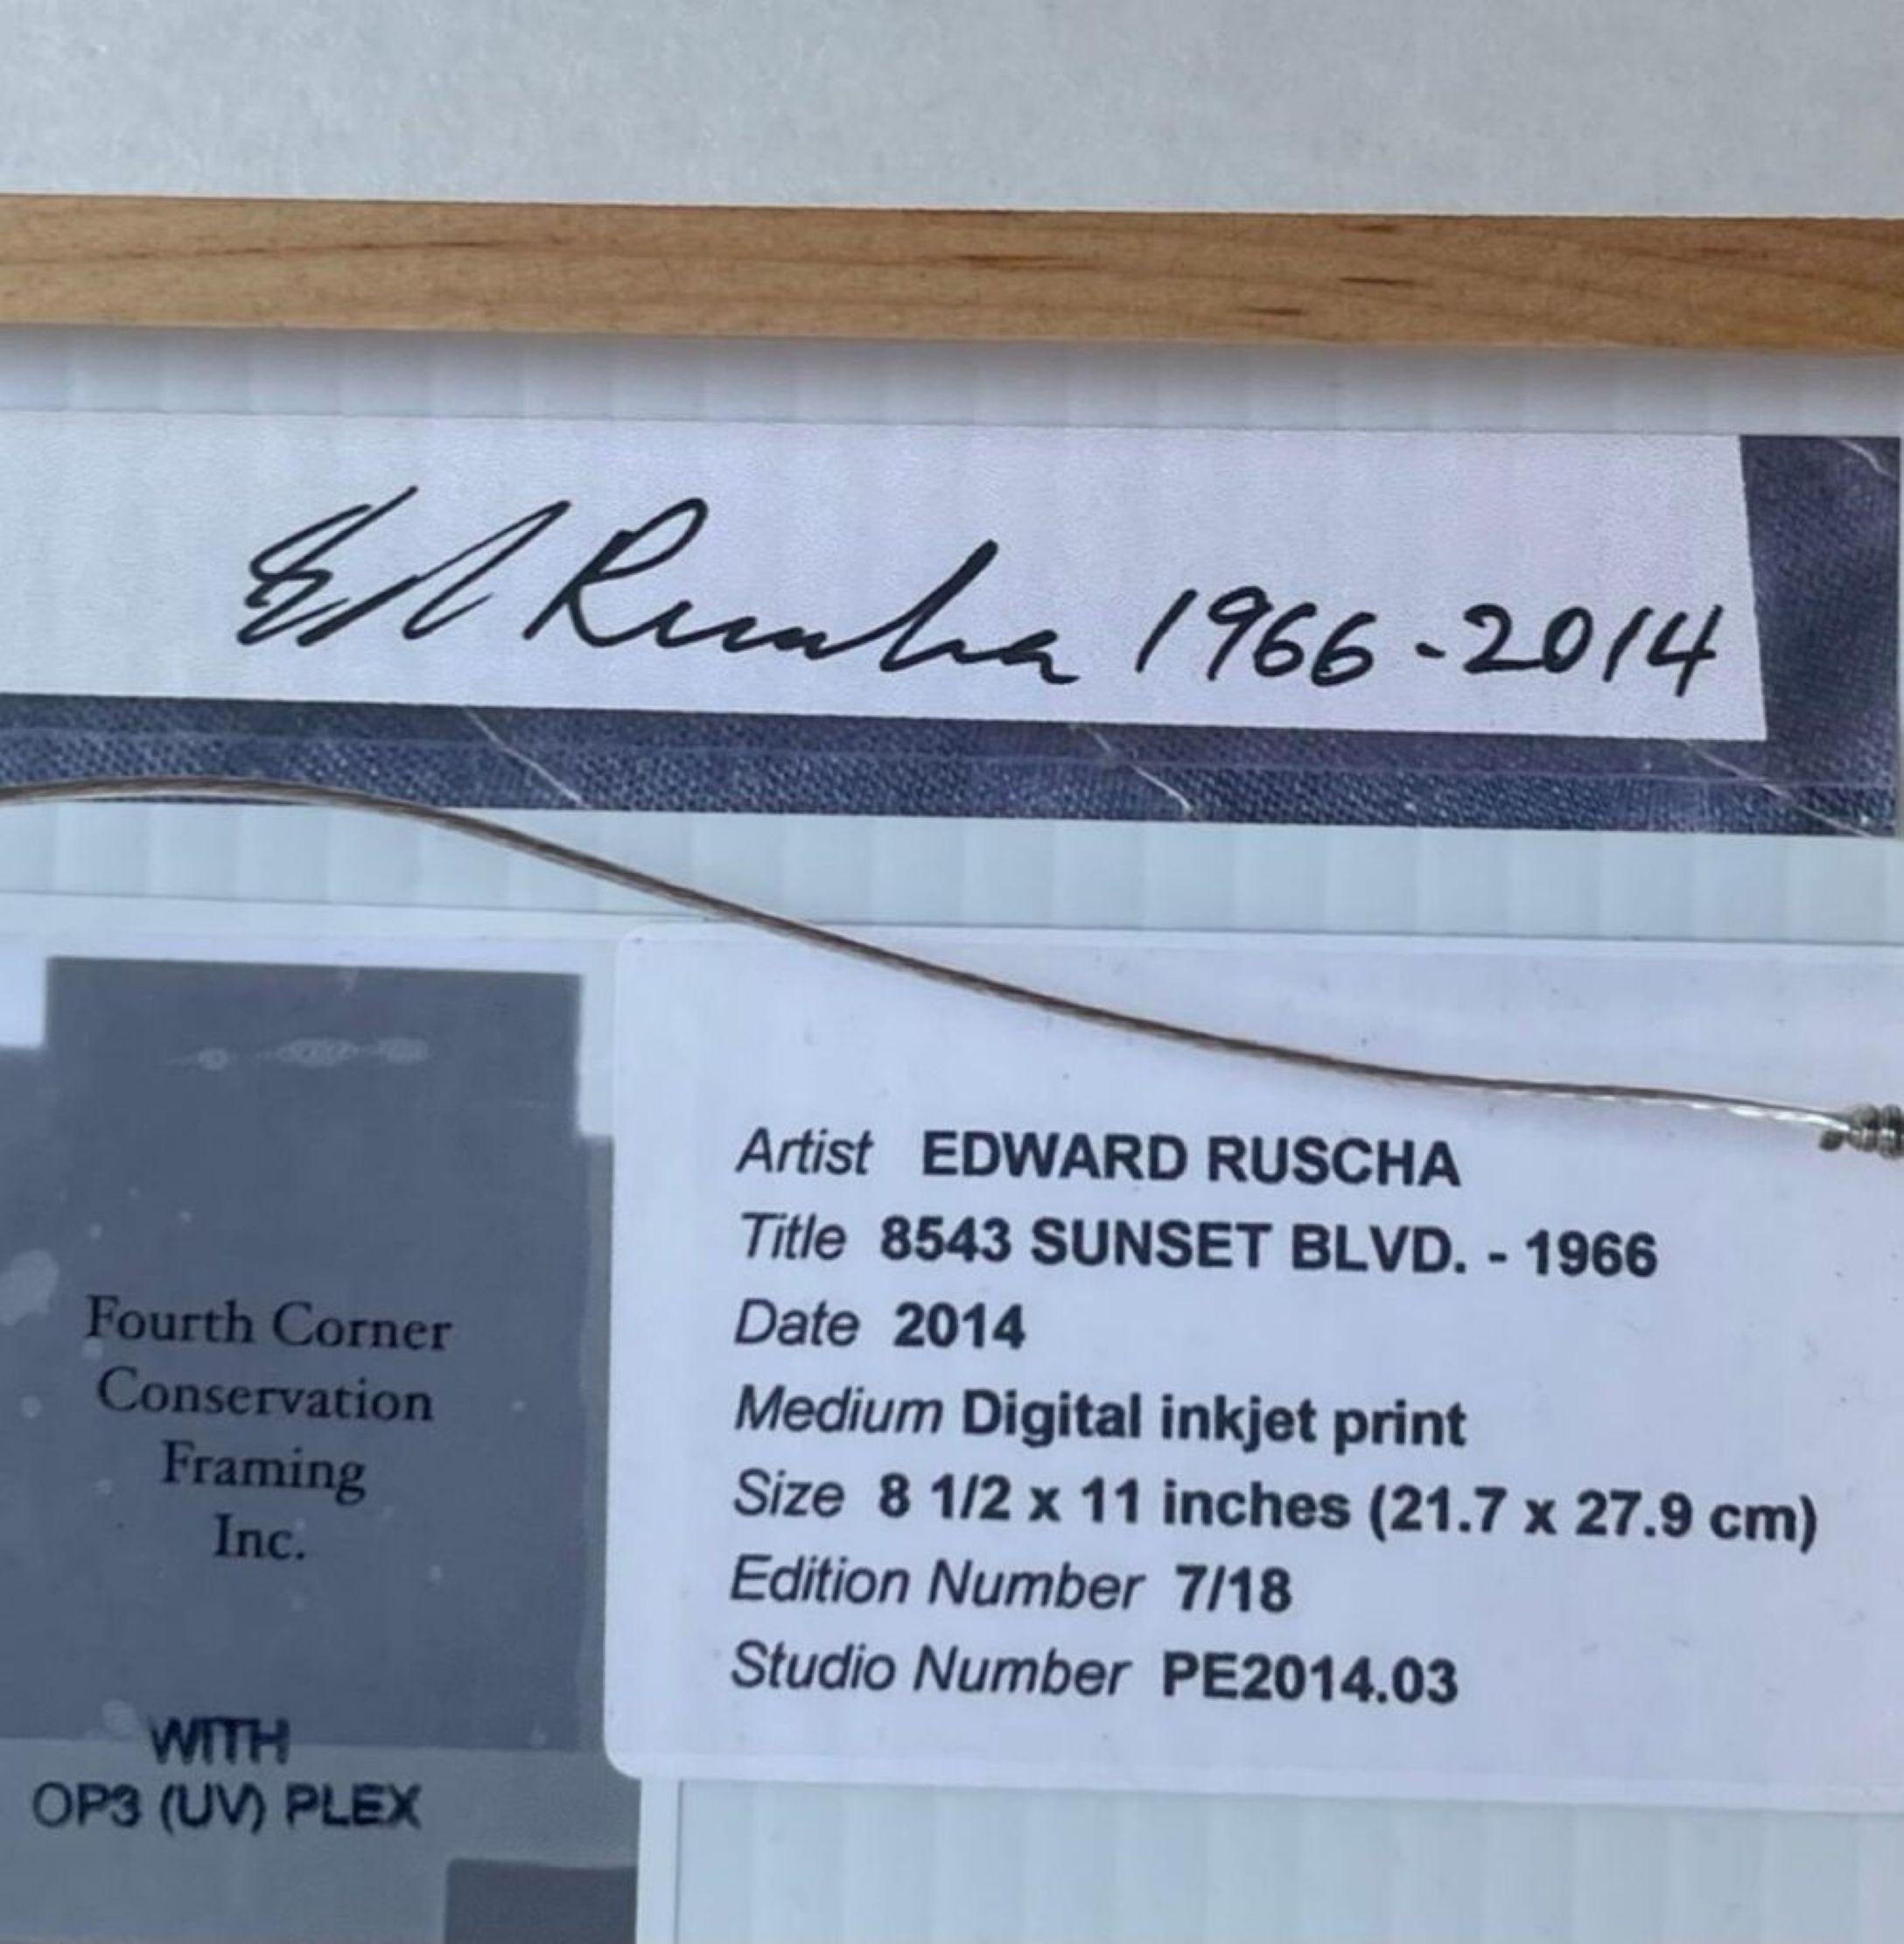 Ed Ruscha 1966-2014
Fourth Corner
Conservation
Framing
Inc.
WITH
OP3 (UV) PLEX
Artist EDWARD RUSCHA
Title 8543 SUNSET BLVD. - 1966
Date 2014
Medium Digital inkjet print
Size 8 1/2 x 11 inches (21.7 x 27.9 cm)
Edition Number 7/18
Studio Number PE2014.03